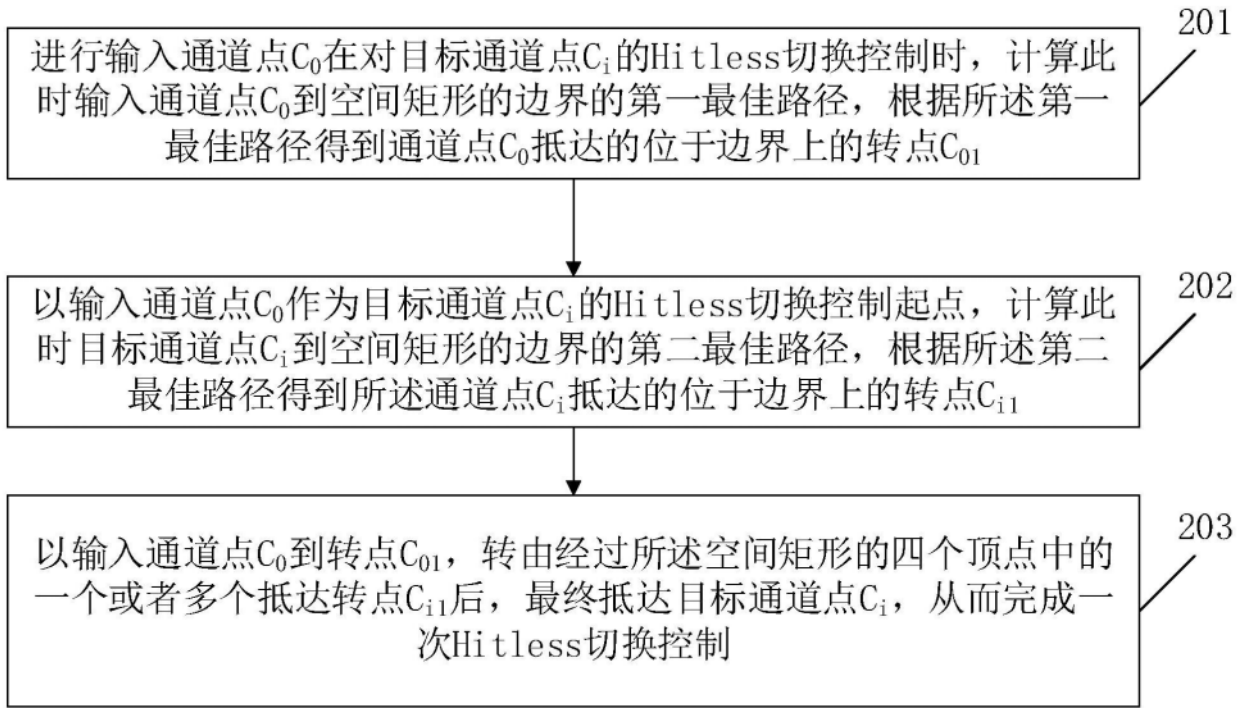 201
进行输入通道点C₀在对目标通道点Cᵢ的Hitless切换控制时，计算此
时输入通道点C₀到空间矩形的边界的第一最佳路径，根据所述第一
最佳路径得到通道点C₀抵达的位于边界上的转点C₀₁
202
以输入通道点C₀作为目标通道点Cᵢ的Hitless切换控制起点，计算此
时目标通道点Cᵢ到空间矩形的边界的第二最佳路径，根据所述第二
最佳路径得到所述通道点Cᵢ抵达的位于边界上的转点Cᵢ₁
203
以输入通道点C₀到转点C₀₁，转由经过所述空间矩形的四个顶点中的
一个或者多个抵达转点Cᵢ₁后，最终抵达目标通道点Cᵢ，从而完成一
次Hitless切换控制